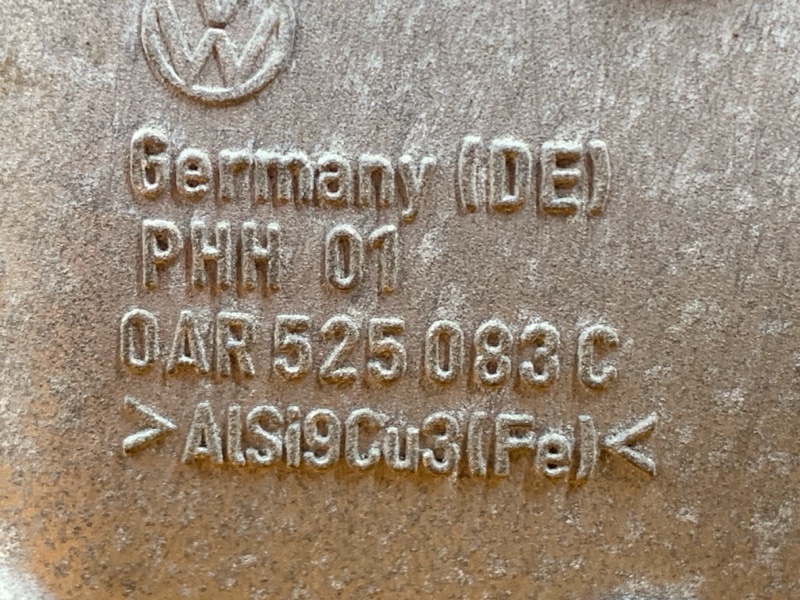 Germany (DE)
PHH 01
0AR 525 083 C
>AlSi9Cu3(Fe)<